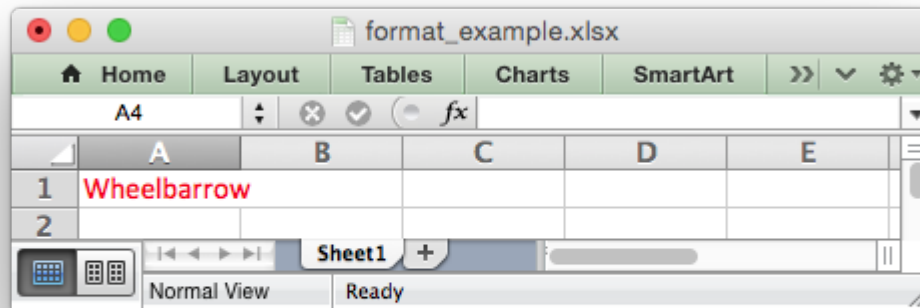 format_example.xlsx
Home Layout Tables Charts SmartArt
A4 fx
A B C D E
1 Wheelbarrow
2
Sheet1
Normal View Ready